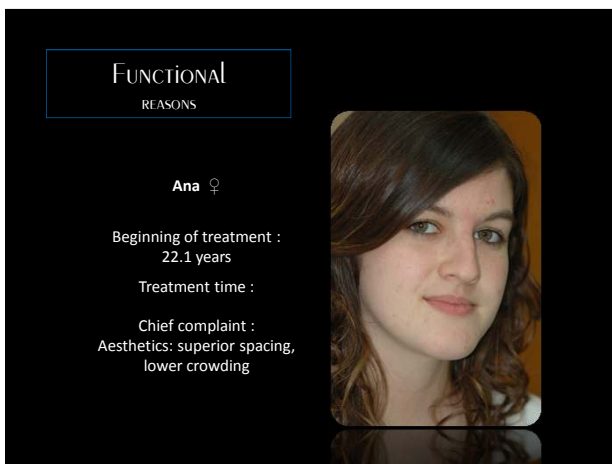 Functional
REASONS
Ana ♀
Beginning of treatment :
22.1 years
Treatment time :
Chief complaint :
Aesthetics: superior spacing,
lower crowding